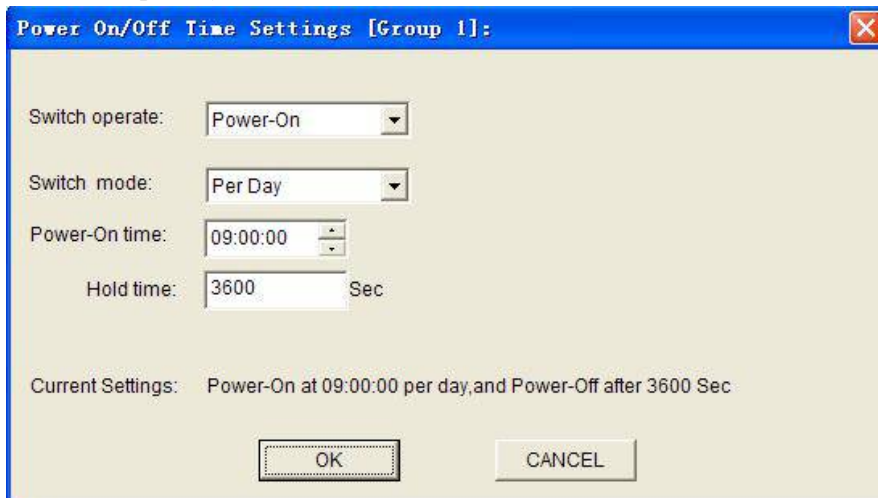 Power On/Off Time Settings [Group 1]:
Switch operate: Power-On
Switch mode: Per Day
Power-On time: 09:00:00
Hold time: 3600 Sec
Current Settings: Power-On at 09:00:00 per day,and Power-Off after 3600 Sec
OK CANCEL